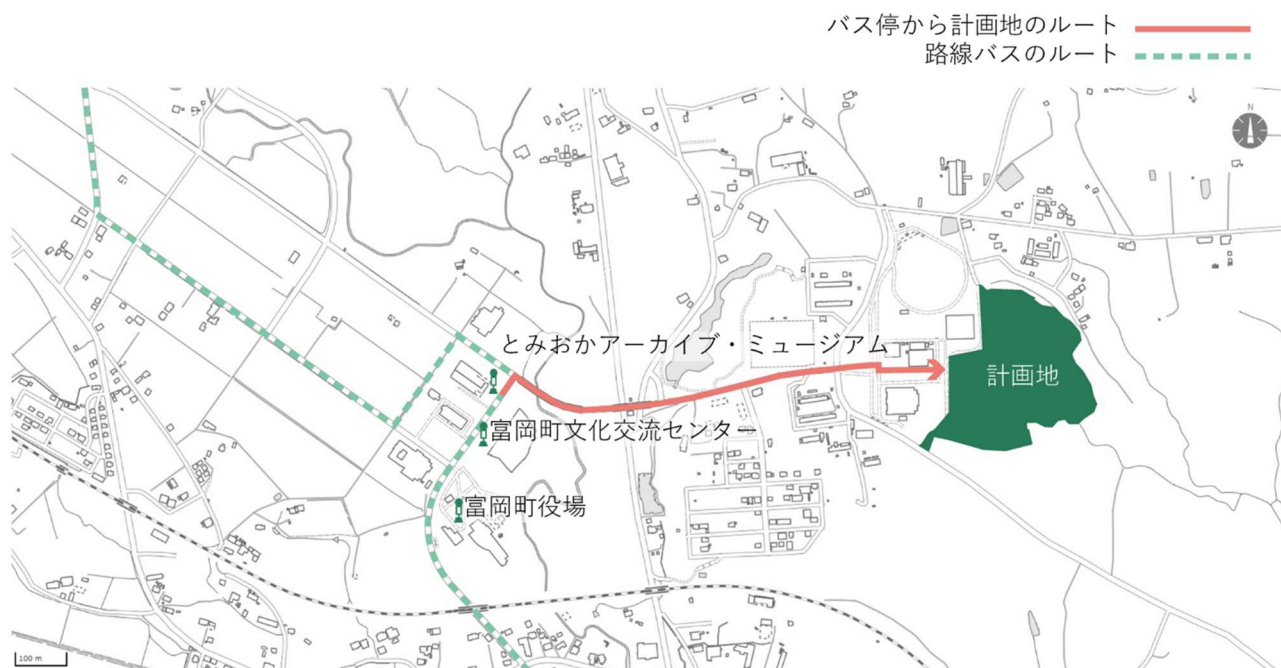 バス停から計画地のルート
路線バスのルート
N
とみおかアーカイブ・ミュージアム
計画地
富岡町文化交流センター
富岡町役場
100 m